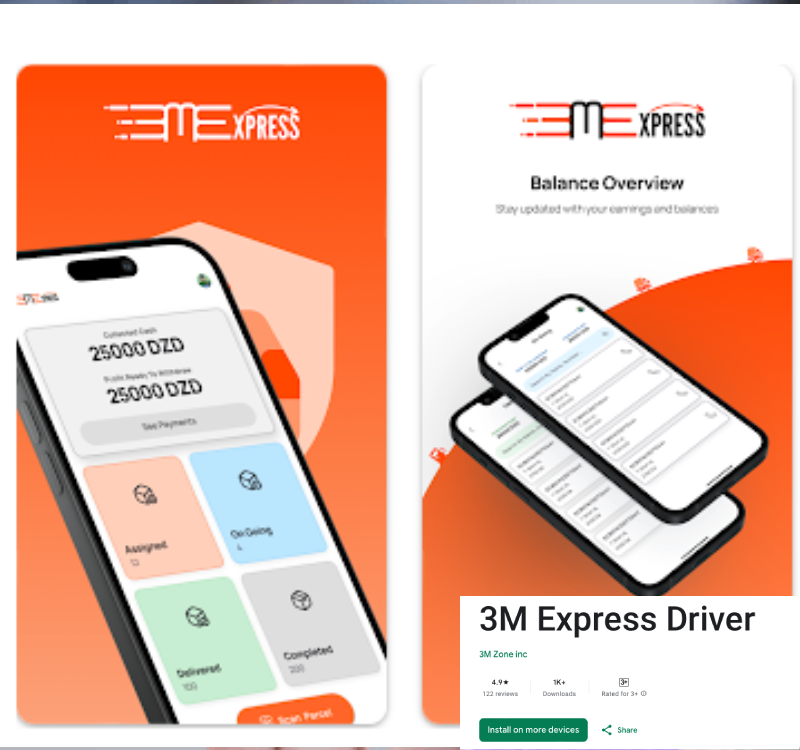 3ME XPRESS
Collected Cash
25000 DZD
Public Ready To Withdraw
25000 DZD
See Payments
Assigned
12
On Going
4
Delivered
100
Completed
200
Scan Parcel
3ME XPRESS
Balance Overview
Stay updated with your earnings and balances
3M Express Driver
3M Zone inc
4.9★
122 reviews
1K+
Downloads
3+
Rated for 3+
Install on more devices
Share